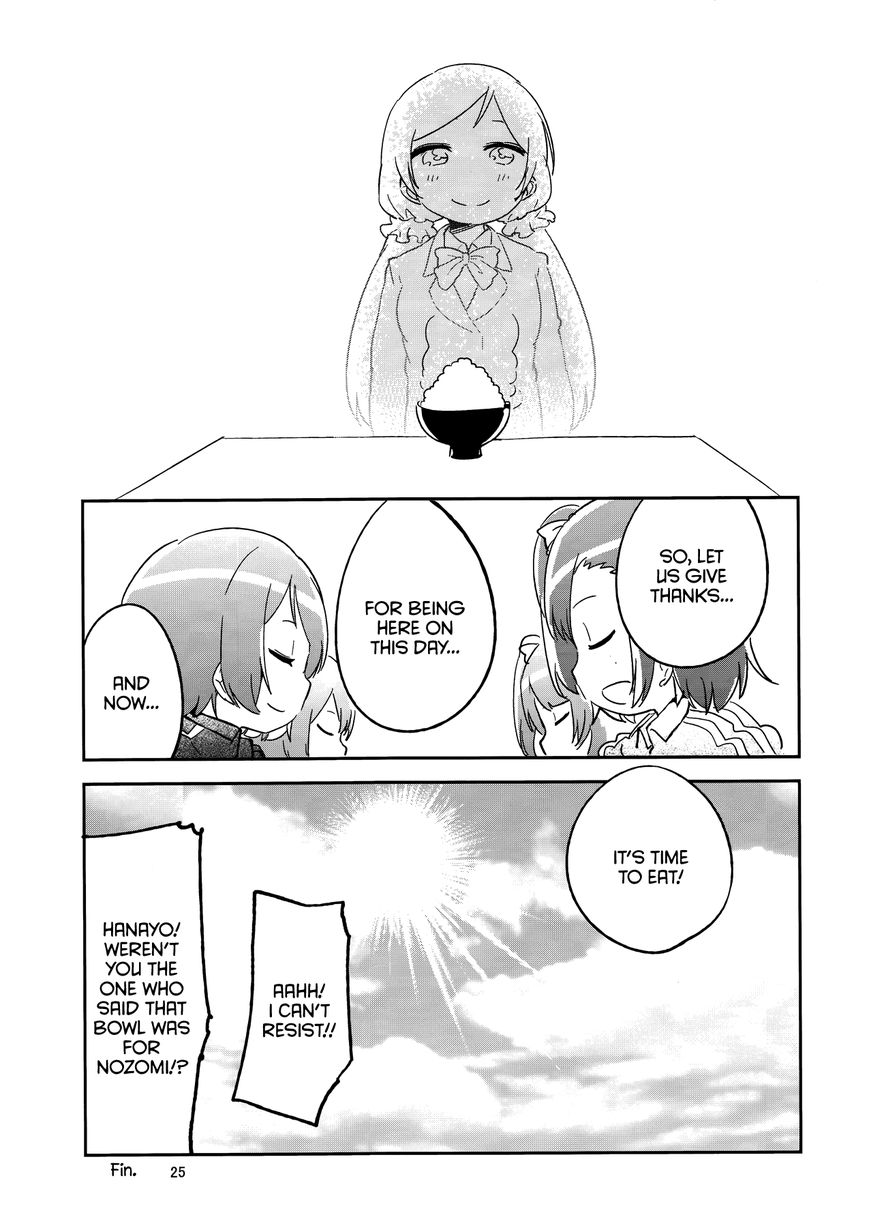 SO, LET
US GIVE
THANKS...
FOR BEING
HERE ON
THIS DAY...
AND
NOW...
IT'S TIME
TO EAT!
AAHH!
I CAN'T
RESIST!!
HANAYO!
WEREN'T
YOU THE
ONE WHO
SAID THAT
BOWL WAS
FOR
NOZOMI!?
Fin.
25